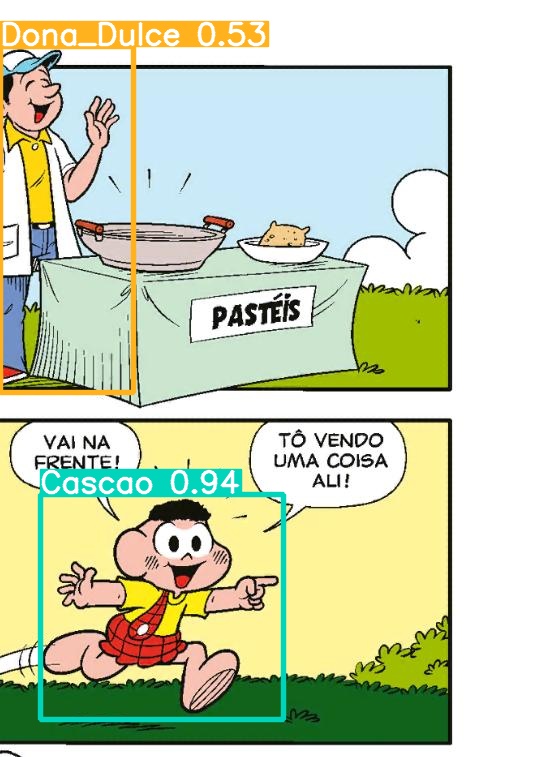 Dona_Dulce 0.53
PASTÉIS
VAI NA
FRENTE!
TÔ VENDO
UMA COISA
ALI!
Cascao 0.94